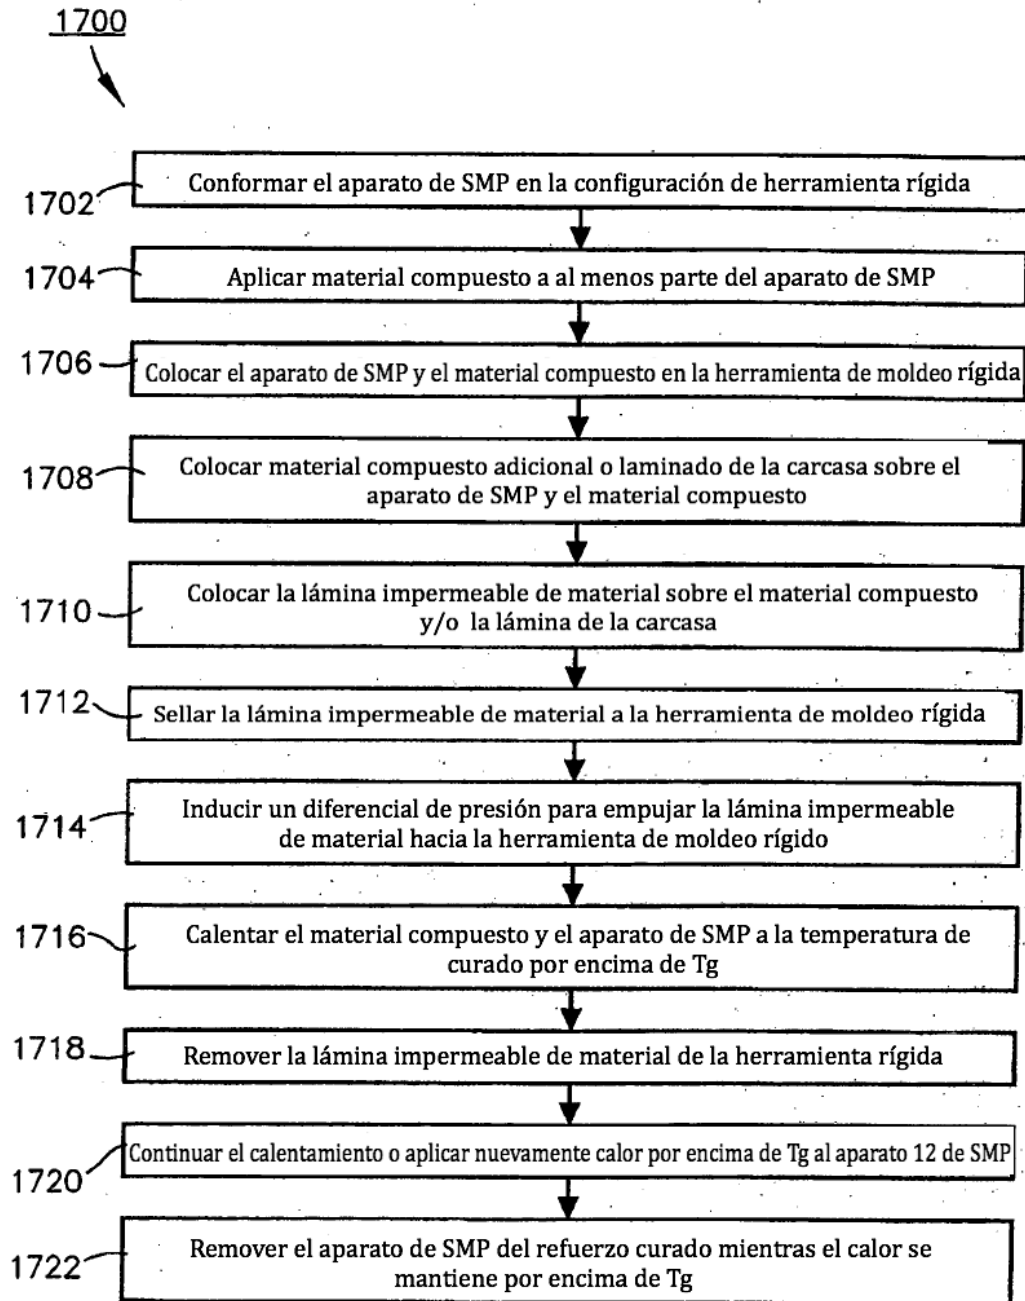 1700
1702
Conformar el aparato de SMP en la configuración de herramienta rígida
1704
Aplicar material compuesto a al menos parte del aparato de SMP
1706
Colocar el aparato de SMP y el material compuesto en la herramienta de moldeo rígida
1708
Colocar material compuesto adicional o laminado de la carcasa sobre el
aparato de SMP y el material compuesto
1710
Colocar la lámina impermeable de material sobre el material compuesto
y/o la lámina de la carcasa
1712
Sellar la lámina impermeable de material a la herramienta de moldeo rígida
1714
Inducir un diferencial de presión para empujar la lámina impermeable
de material hacia la herramienta de moldeo rígido
1716
Calentar el material compuesto y el aparato de SMP a la temperatura de
curado por encima de Tg
1718
Remover la lámina impermeable de material de la herramienta rígida
1720
Continuar el calentamiento o aplicar nuevamente calor por encima de Tg al aparato 12 de SMP
1722
Remover el aparato de SMP del refuerzo curado mientras el calor se
mantiene por encima de Tg